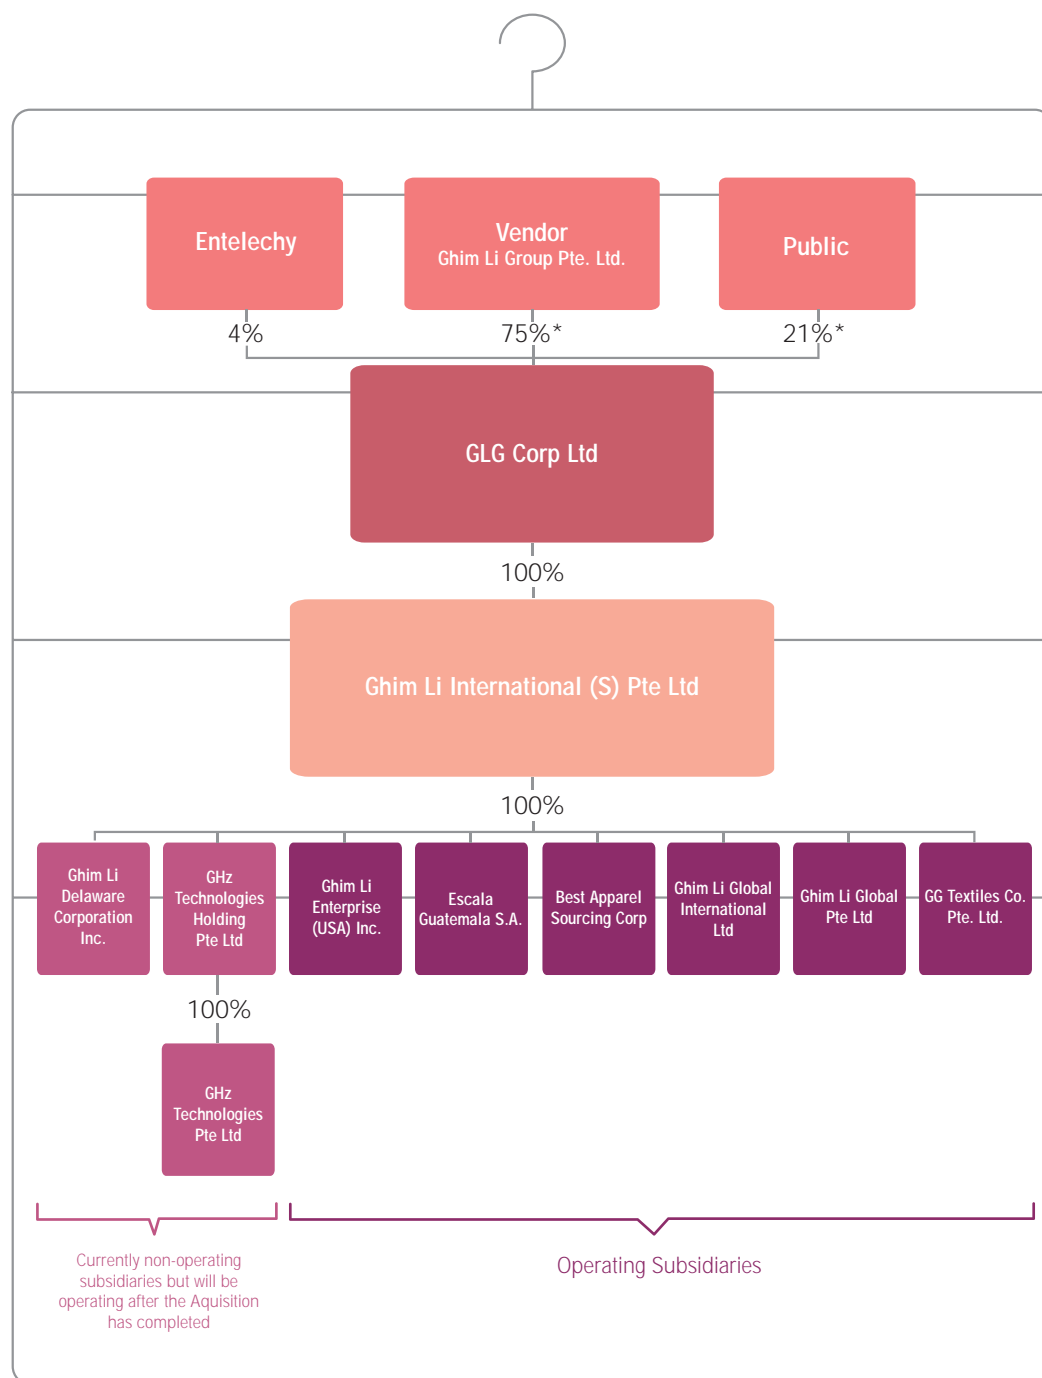 Entelechy
Vendor
Ghim Li Group Pte. Ltd.
Public
4%
75%*
21%*
GLG Corp Ltd
100%
Ghim Li International (S) Pte Ltd
100%
Ghim Li
Delaware
Corporation
Inc.
GHz
Technologies
Holding
Pte Ltd
Ghim Li
Enterprise
(USA) Inc.
Escala
Guatemala S.A.
Best Apparel
Sourcing Corp
Ghim Li Global
International
Ltd
Ghim Li Global
Pte Ltd
GG Textiles Co.
Pte. Ltd.
100%
GHz
Technologies
Pte Ltd
Currently non-operating
subsidiaries but will be
operating after the Aquisition
has completed
Operating Subsidiaries